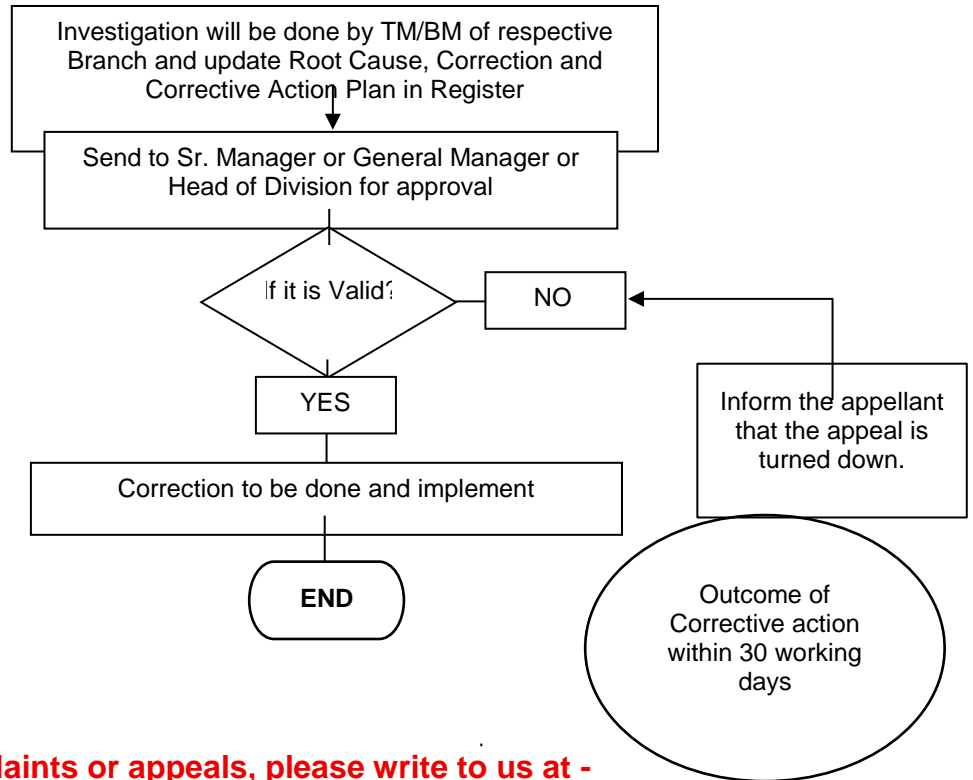 Investigation will be done by TM/BM of respective
Branch and update Root Cause, Correction and
Corrective Action Plan in Register
Send to Sr. Manager or General Manager or
Head of Division for approval
If it is Valid?
NO
YES
Inform the appellant
that the appeal is
turned down.
Correction to be done and implement
END
Outcome of
Corrective action
within 30 working
days
or appeals, please write to us at -